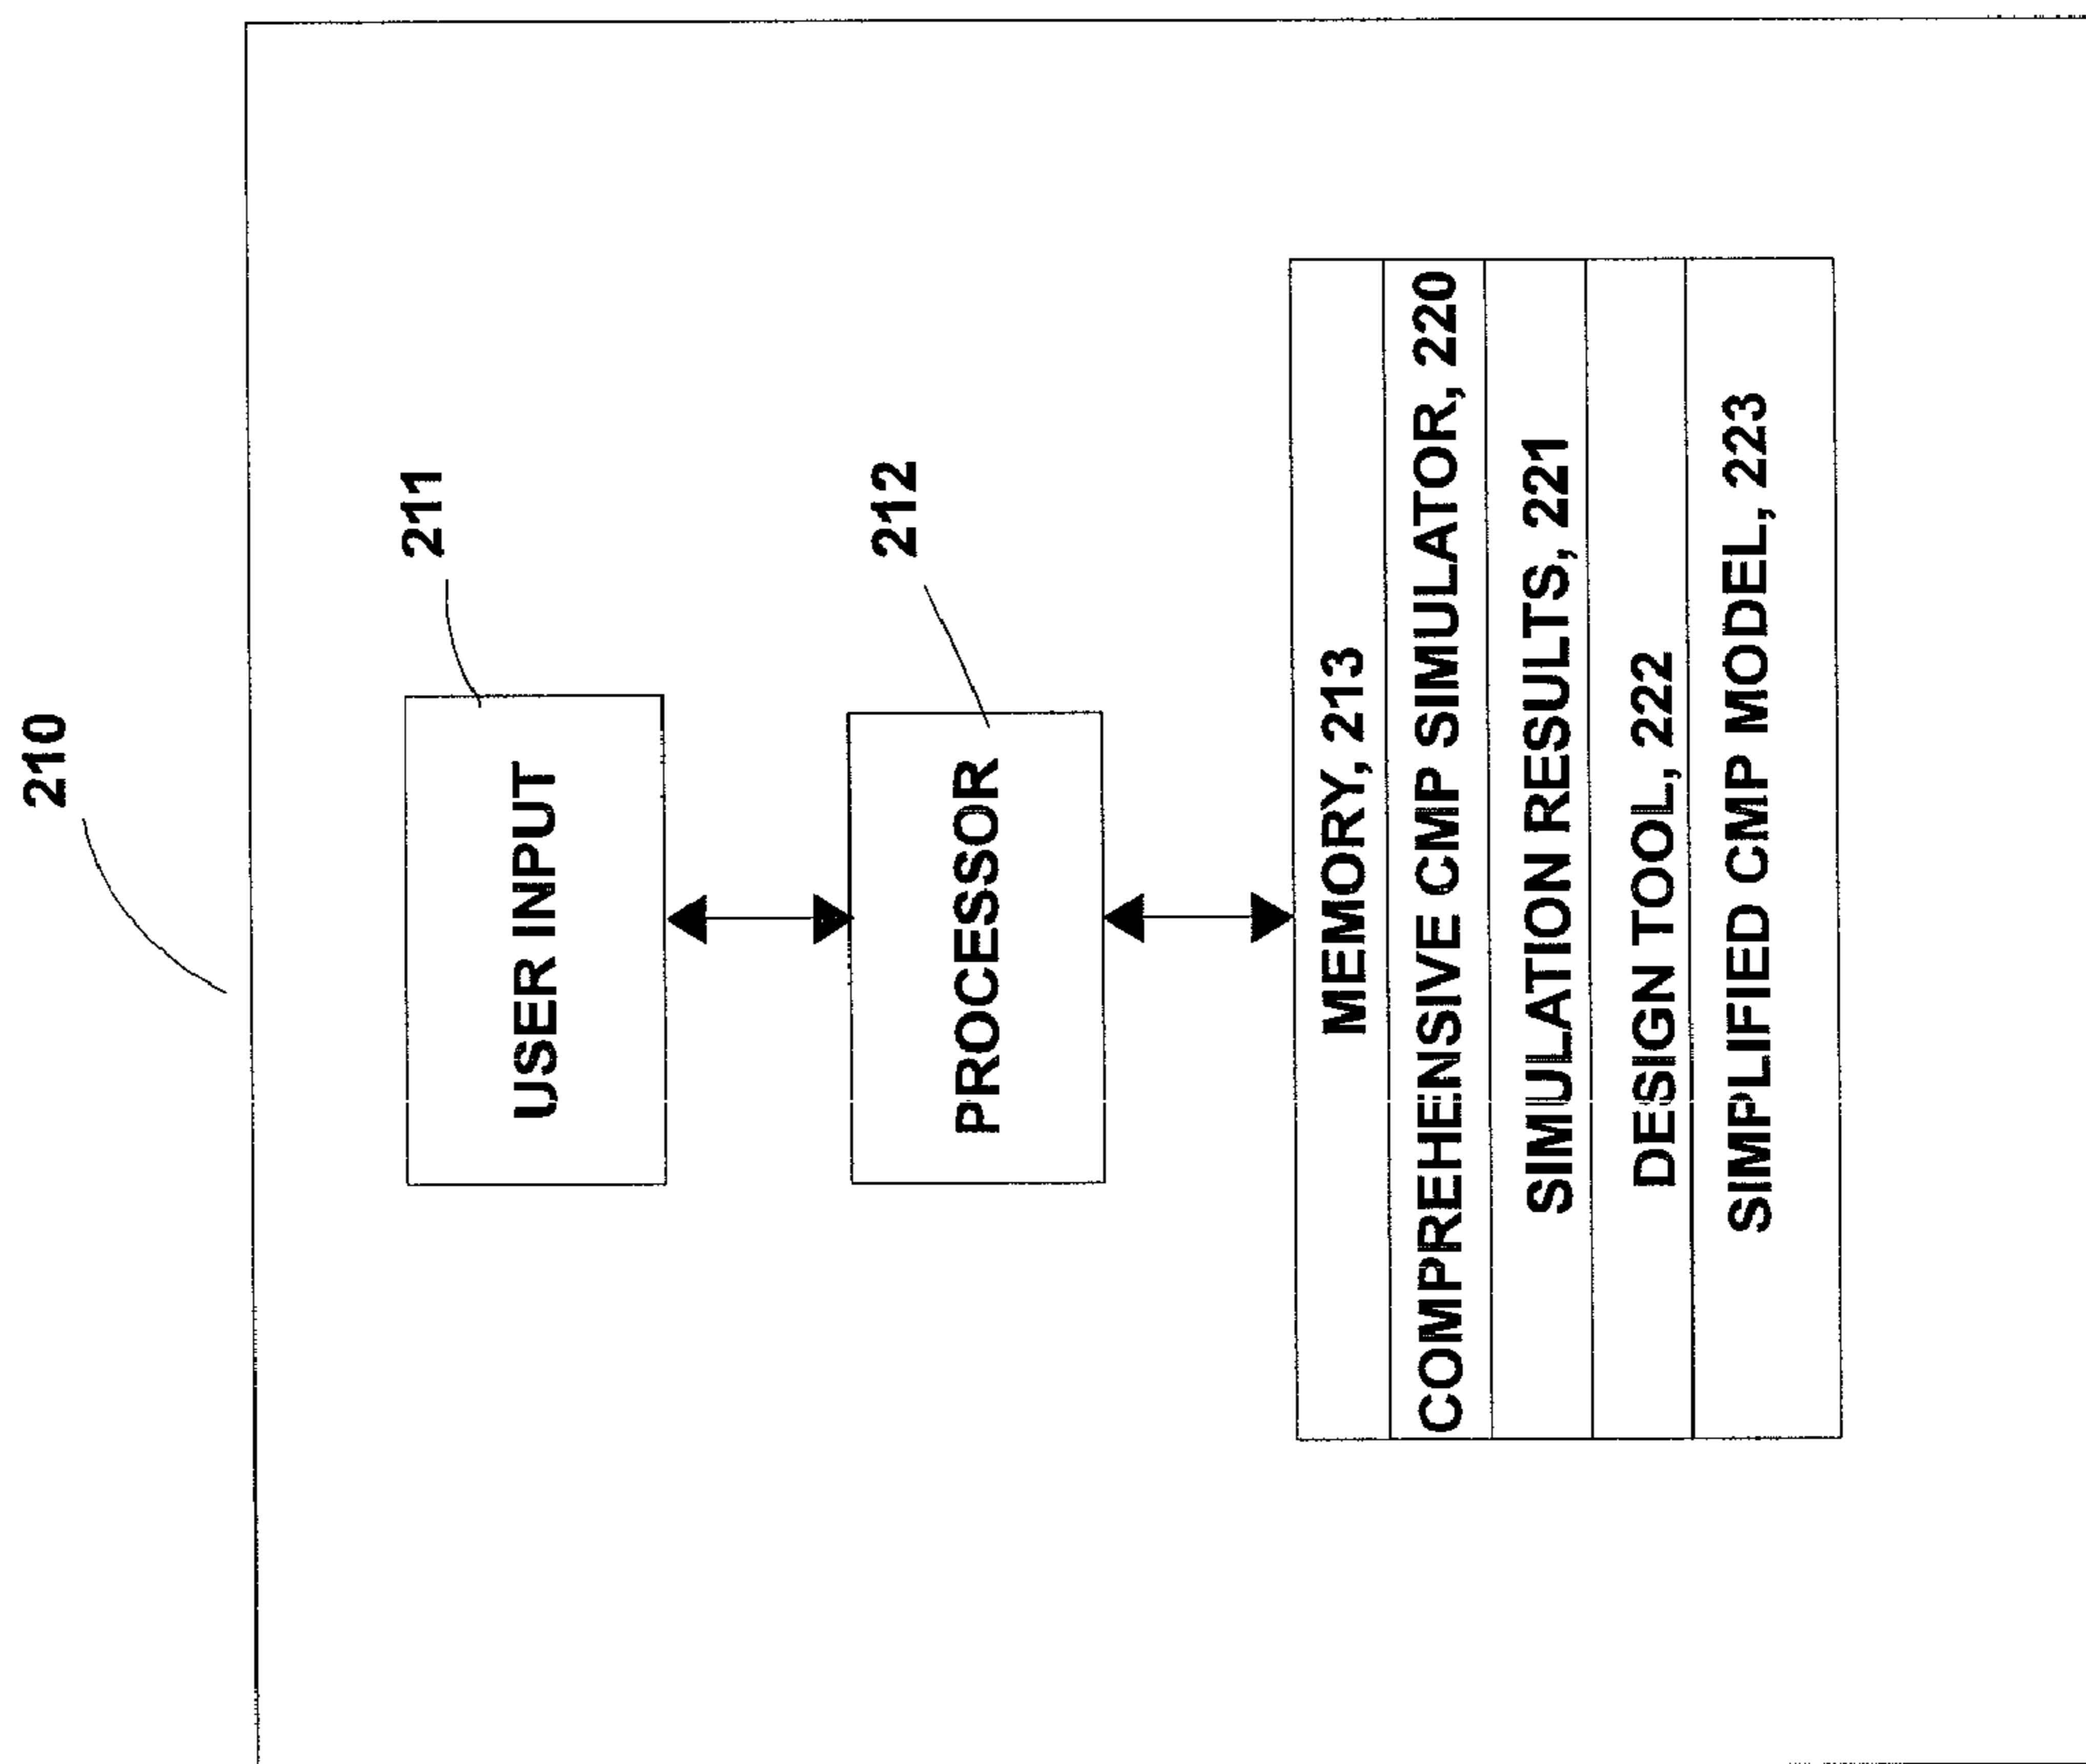 210
211
USER INPUT
212
PROCESSOR
MEMORY, 213
COMPREHENSIVE CMP SIMULATOR, 220
SIMULATION RESULTS, 221
DESIGN TOOL, 222
SIMPLIFIED CMP MODEL, 223